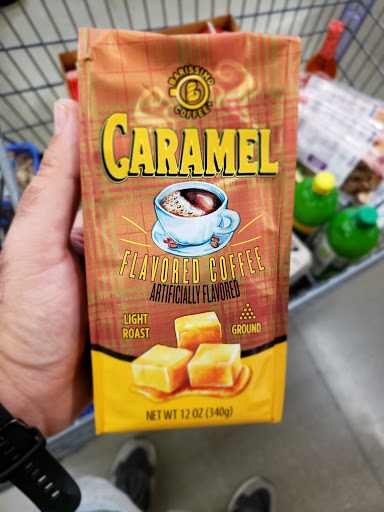 BARISSIMO
COFFEE
CARAMEL
FLAVORED COFFEE
ARTIFICIALLY FLAVORED
LIGHT
ROAST
GROUND
NET WT 12 OZ (340g)